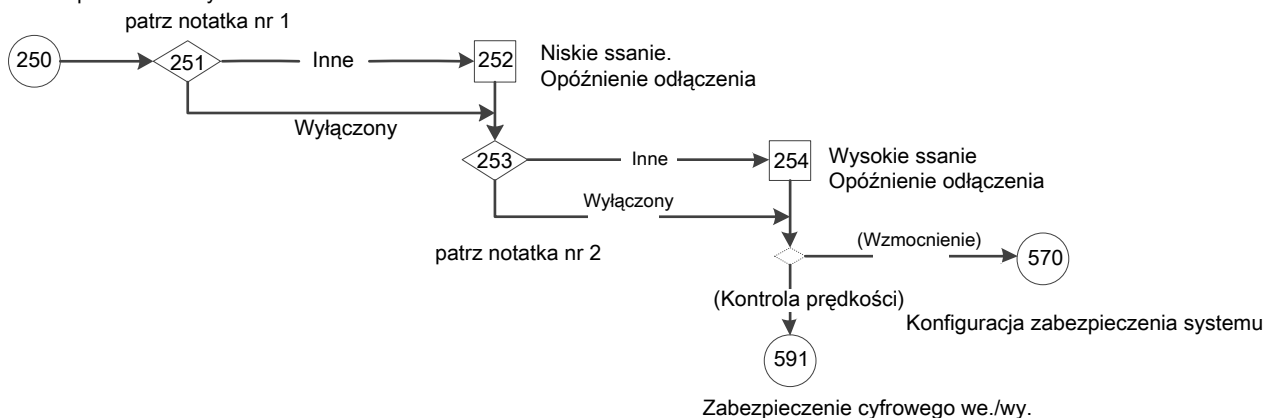 patrz notatka nr 1
250
251
Inne
252
Niskie ssanie.
Opóźnienie odłączenia
Wyłączony
253
Inne
254
Wysokie ssanie
Opóźnienie odłączenia
Wyłączony
patrz notatka nr 2
(Wzmocnienie)
570
(Kontrola prędkości)
Konfiguracja zabezpieczenia systemu
591
Zabezpieczenie cyfrowego we./wy.